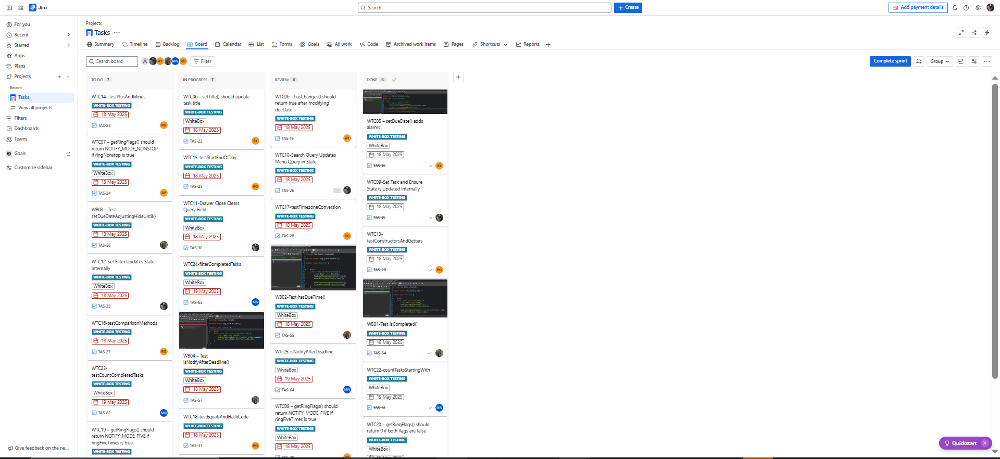 Jira
Search
Create
Add payment details
For you
Recent
Starred
Apps
Plans
Projects
Recent
Tasks
View all projects
Filters
Dashboards
Teams
Goals
Customize sidebar
Give feedback on the ne...
Projects
Tasks
Summary
Timeline
Backlog
Board
Calendar
List
Forms
Goals
All work
Code
Archived work items
Pages
Shortcuts
Reports
Search board
AY
MN
RO
Filter
Complete sprint
Group
TO DO 7
WTC14- TestPlusAndMinus
WHITE-BOX TESTING
18 May 2025
TAS-23
RO
WTC07 – getRingFlags() should
return NOTIFY_MODE_NONSTOP
if ringNonstop is true
WHITE-BOX TESTING
WhiteBox
18 May 2025
TAS-24
AY
WB03 – Test
setDueDateAdjustingHideUntil()
WHITE-BOX TESTING
18 May 2025
TAS-56
WTC12-Set Filter Updates State
Internally
WHITE-BOX TESTING
WhiteBox
18 May 2025
TAS-35
WTC16-testComparisonMethods
WHITE-BOX TESTING
18 May 2025
TAS-27
RO
WTC23-
testCountCompletedTasks
WHITE-BOX TESTING
WhiteBox
19 May 2025
TAS-62
MN
WTC19 – getRingFlags() should
return NOTIFY_MODE_FIVE if
ringFiveTimes is true
WHITE-BOX TESTING
IN PROGRESS 7
WTC06 – setTitle() should update
task title
WHITE-BOX TESTING
WhiteBox
18 May 2025
TAS-22
AY
WTC15-testStartEndOfDay
WHITE-BOX TESTING
18 May 2025
TAS-25
RO
WTC11-Drawer Close Clears
Query Field
WHITE-BOX TESTING
WhiteBox
18 May 2025
TAS-30
WTC24-filterCompletedTasks
WHITE-BOX TESTING
WhiteBox
19 May 2025
TAS-63
MN
WB04 – Test
isNotifyAfterDeadline()
WHITE-BOX TESTING
WhiteBox
18 May 2025
TAS-57
WTC18-testEqualsAndHashCode
WHITE-BOX TESTING
18 May 2025
TAS-31
RO
REVIEW 6
WTC06 – hasChanges() should
return true after modifying
dueDate
WHITE-BOX TESTING
18 May 2025
TAS-19
AY
WTC10-Search Query Updates
Menu Query in State
WHITE-BOX TESTING
18 May 2025
TAS-26
WTC17-testTimezoneConversion
WHITE-BOX TESTING
18 May 2025
TAS-28
RO
WB02-Test hasDueTime()
WHITE-BOX TESTING
WhiteBox
18 May 2025
TAS-55
WTc25-isNotifyAfterDeadline
WHITE-BOX TESTING
WhiteBox
19 May 2025
TAS-64
MN
WTC08 – getRingFlags() should
return NOTIFY_MODE_FIVE if
ringFiveTimes is true
WHITE-BOX TESTING
WhiteBox
18 May 2025
DONE 6
WTC05 – setDueDate() adds
alarms
WHITE-BOX TESTING
WhiteBox
18 May 2025
TAS-16
AY
WTC09-Set Task and Ensure
State is Updated Internally
WHITE-BOX TESTING
18 May 2025
TAS-15
WTC13-
testConstructorsAndGetters
WHITE-BOX TESTING
18 May 2025
TAS-20
RO
WB01-Test isCompleted()
WHITE-BOX TESTING
18 May 2025
TAS-54
WTC22-countTasksStartingWith
WHITE-BOX TESTING
19 May 2025
TAS-61
MN
WTC20 – getRingFlags() should
return 0 if both flags are false
WHITE-BOX TESTING
WhiteBox
Quickstart